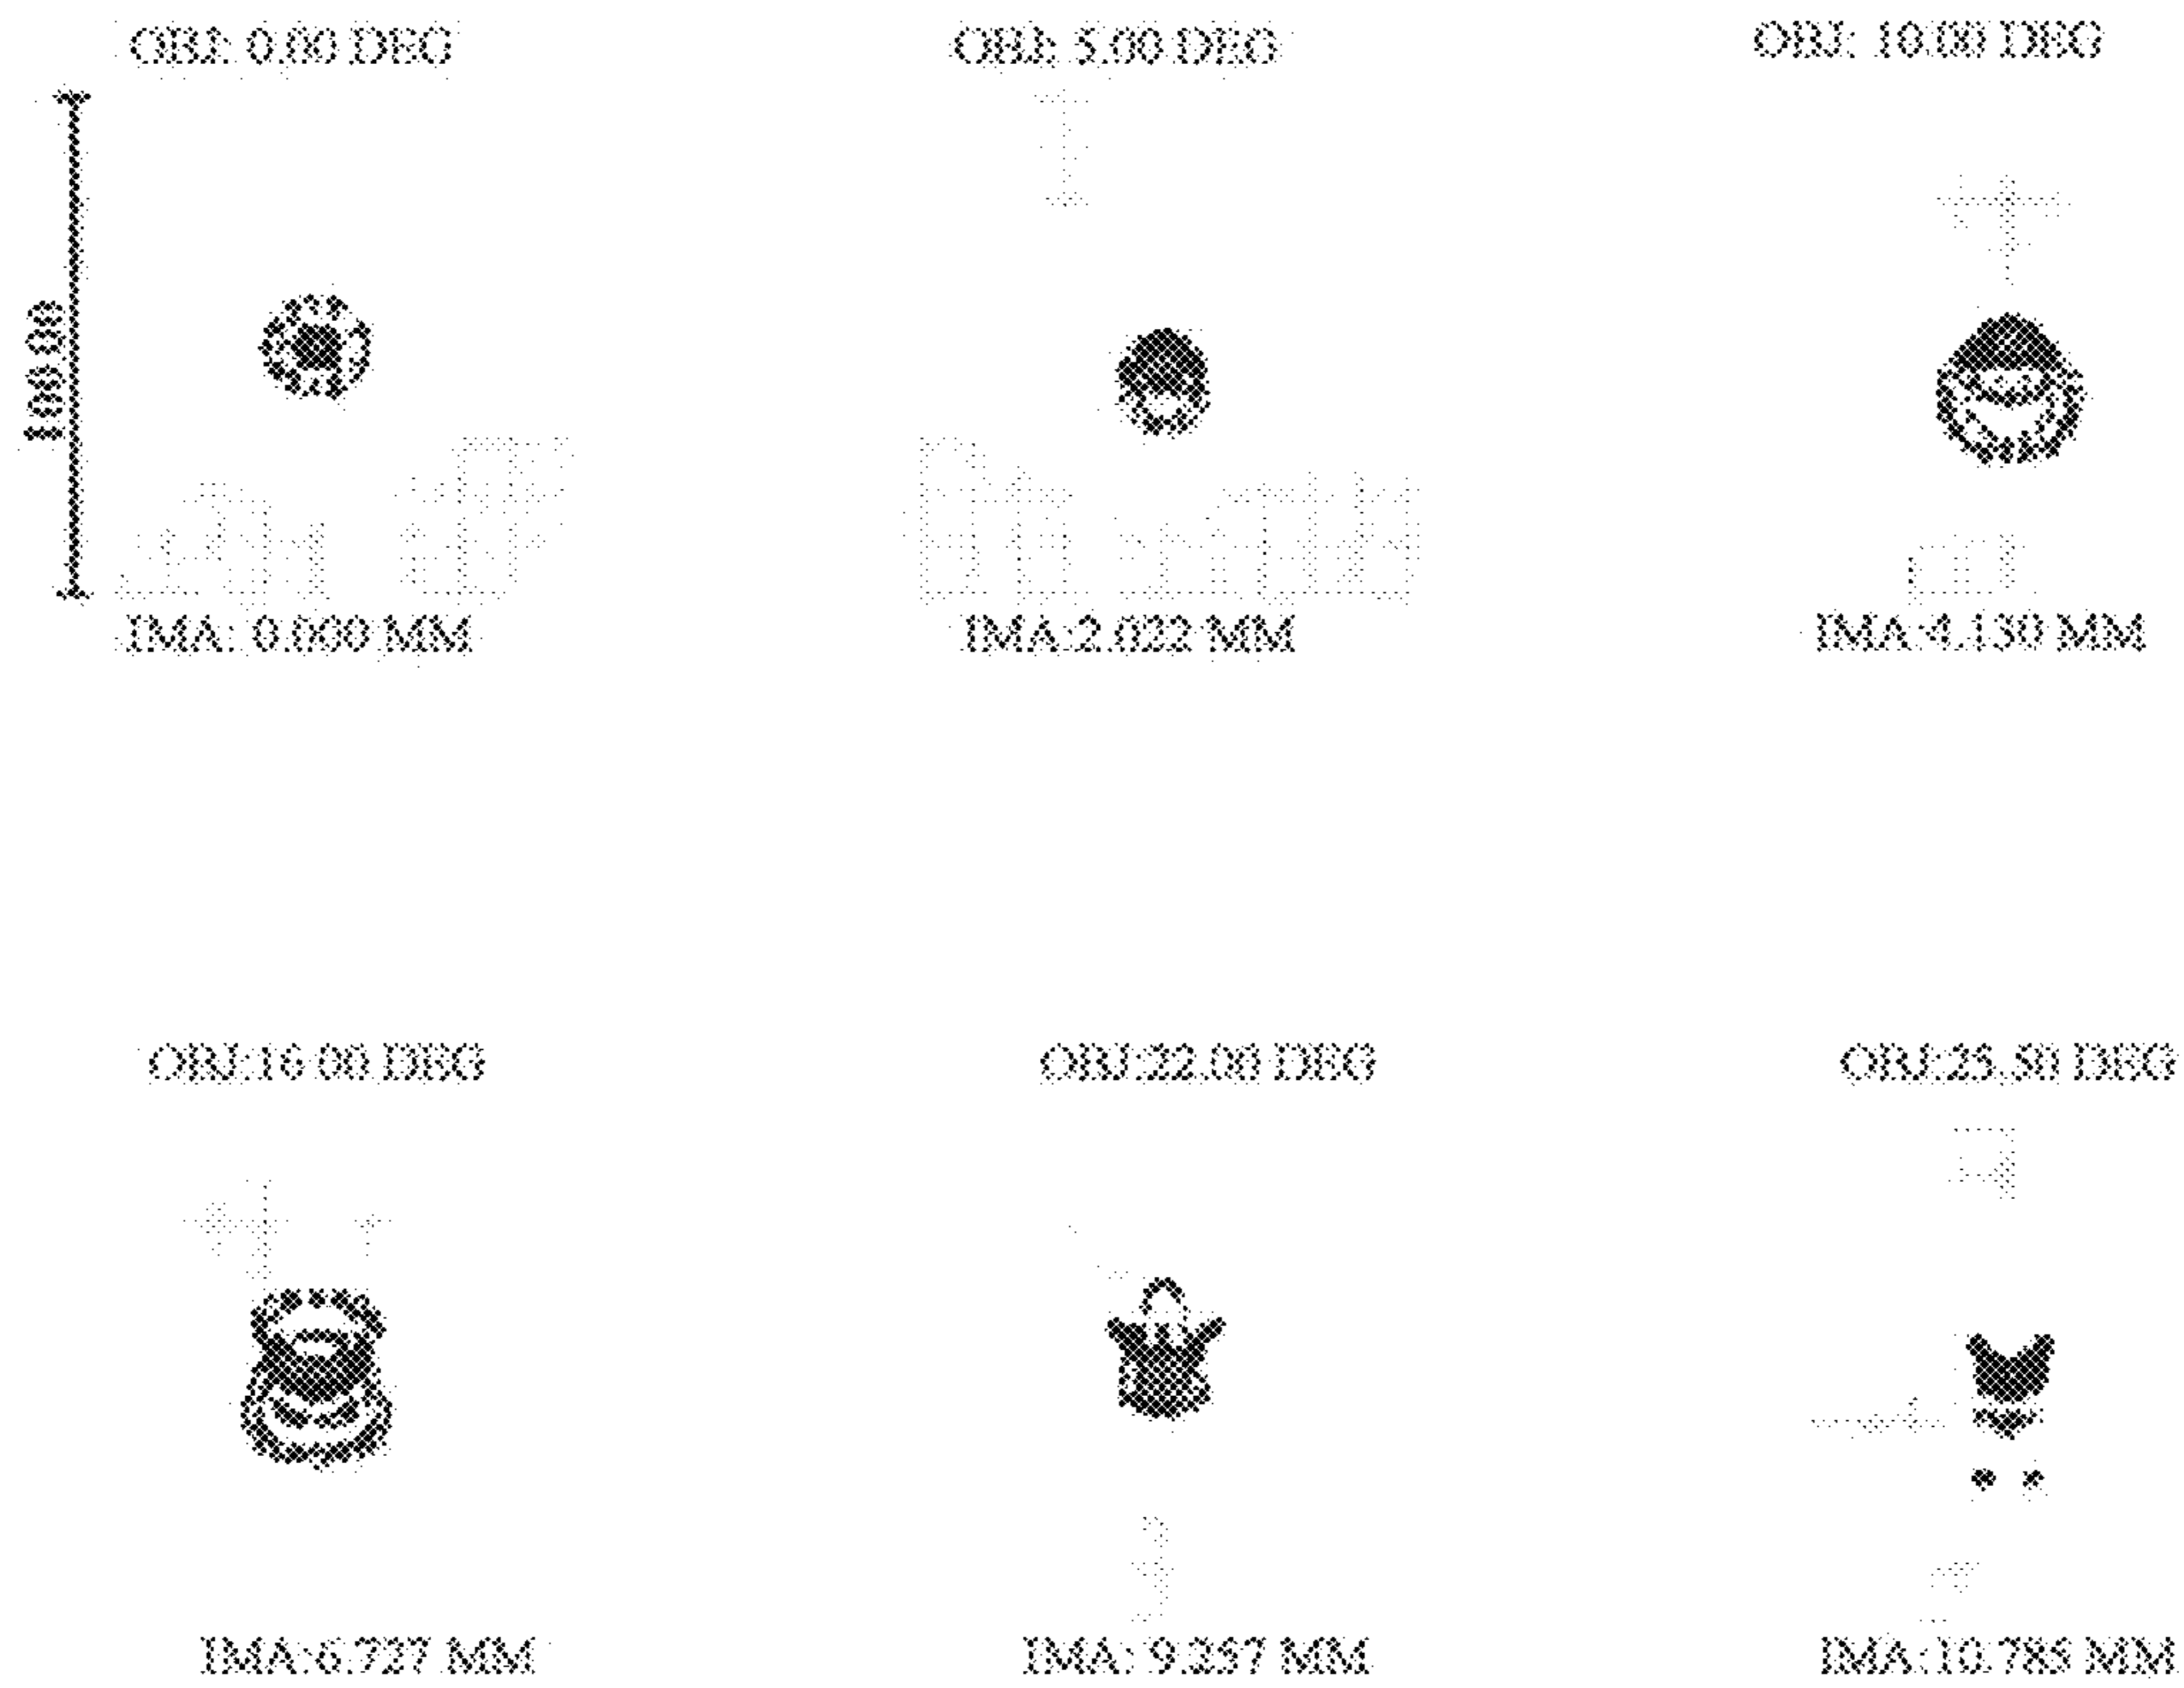 OBJ: 0.00 DEG
OBJ: 5.00 DEG
OBJ: 10.00 DEG
100.00
IMA: 0.000 MM
IMA:2.022 MM
IMA:4.130 MM
OBJ:16.00 DEG
OBJ:22.00 DEG
OBJ:25.50 DEG
IMA:6.727 MM
IMA: 9.357 MM
IMA:10.785 MM